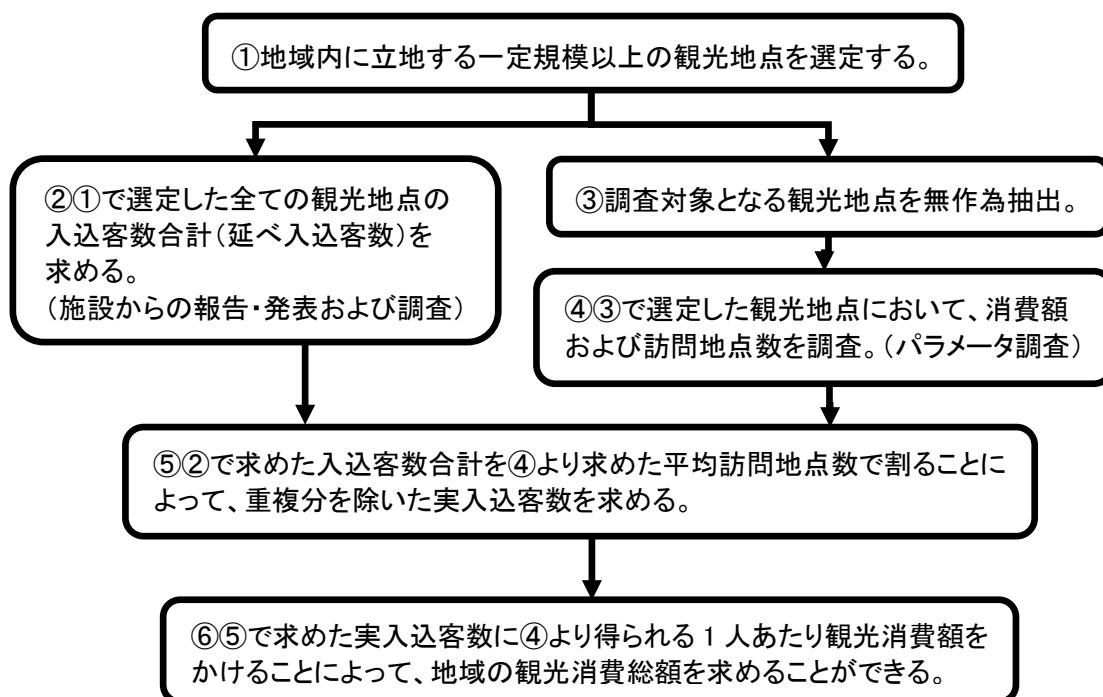 ①地域内に立地する一定規模以上の観光地点を選定する。
②①で選定した全ての観光地点の
入込客数合計(延べ入込客数)を
求める。
(施設からの報告・発表および調査)
③調査対象となる観光地点を無作為抽出。
④③で選定した観光地点において、消費額
および訪問地点数を調査。(パラメータ調査)
⑤②で求めた入込客数合計を④より求めた平均訪問地点数で割ることに
よって、重複分を除いた実入込客数を求める。
⑥⑤で求めた実入込客数に④より得られる 1 人あたり観光消費額を
かけることによって、地域の観光消費総額を求めることができる。